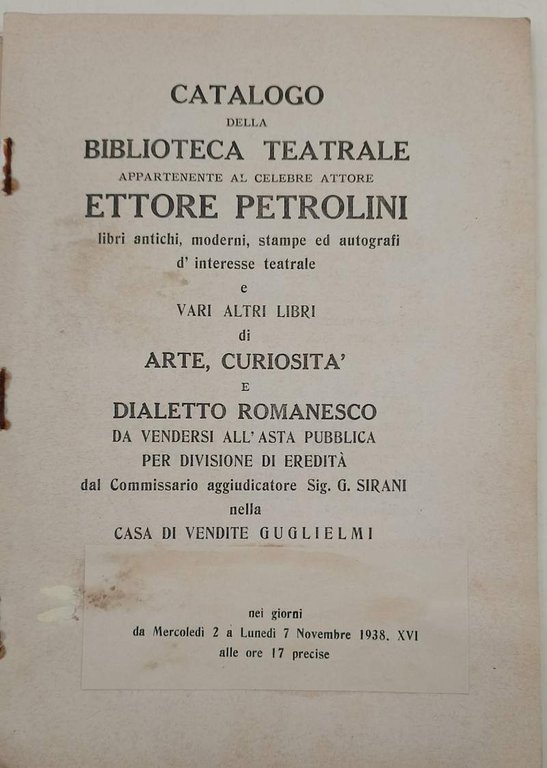 CATALOGO
DELLA
BIBLIOTECA TEATRALE
APPARTENENTE AL CELEBRE ATTORE
ETTORE PETROLINI
libri antichi, moderni, stampe ed autografi
d' interesse teatrale
e
VARI ALTRI LIBRI
di
ARTE, CURIOSITA'
E
DIALETTO ROMANESCO
DA VENDERSI ALL'ASTA PUBBLICA
PER DIVISIONE DI EREDITÀ
dal Commissario aggiudicatore Sig. G. SIRANI
nella
CASA DI VENDITE GUGLIELMI
nei giorni
da Mercoledì 2 a Lunedì 7 Novembre 1938. XVI
alle ore 17 precise